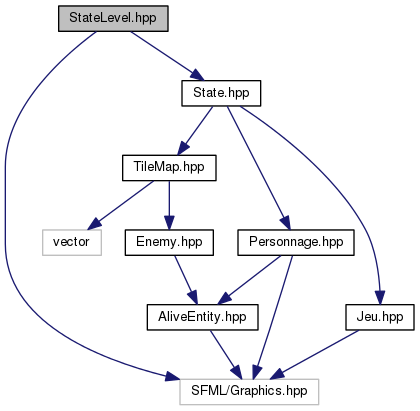 StateLevel.hpp
State.hpp
TileMap.hpp
vector
Enemy.hpp
Personnage.hpp
AliveEntity.hpp
Jeu.hpp
SFML/Graphics.hpp